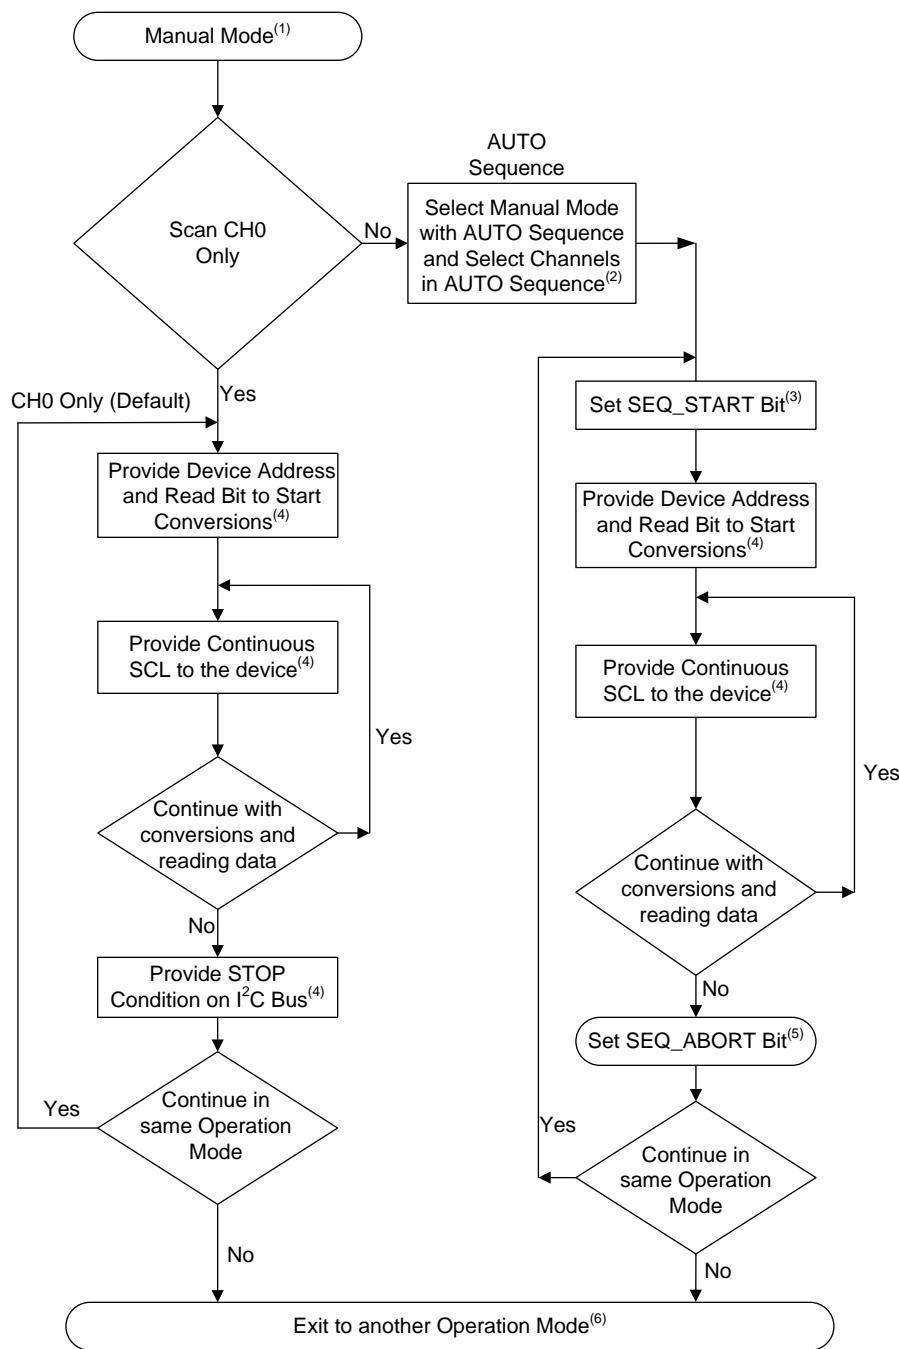 Manual Mode(1)
Scan CH0
Only
No
AUTO
Sequence
Select Manual Mode
with AUTO Sequence
and Select Channels
in AUTO Sequence(2)
Yes
CH0 Only (Default)
Provide Device Address
and Read Bit to Start
Conversions(4)
Provide Continuous
SCL to the device(4)
Yes
Continue with
conversions and
reading data
No
Provide STOP
Condition on I2C Bus(4)
Yes
Continue in
same Operation
Mode
No
Set SEQ_START Bit(3)
Provide Device Address
and Read Bit to Start
Conversions(4)
Provide Continuous
SCL to the device(4)
Yes
Continue with
conversions and
reading data
No
Set SEQ_ABORT Bit(5)
Yes
Continue in
same Operation
Mode
No
Exit to another Operation Mode(6)